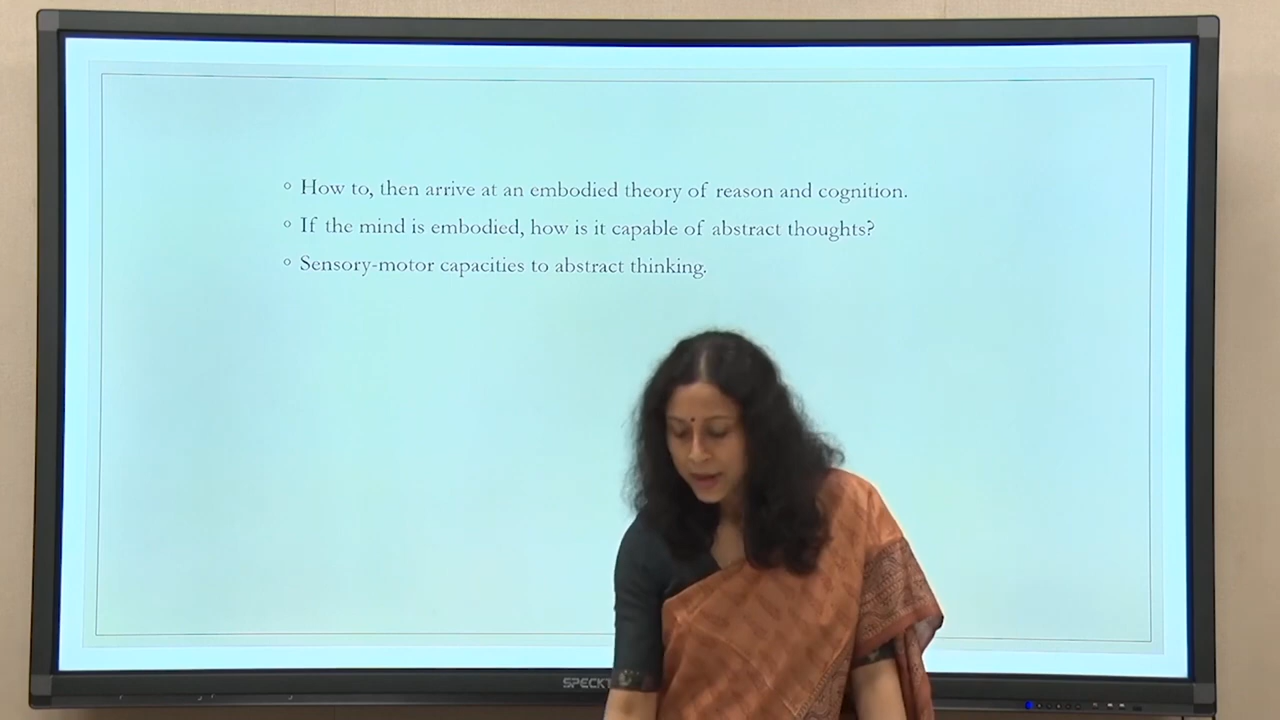 How to, then arrive at an embodied theory of reason and cognition.
If the mind is embodied, how is it capable of abstract thoughts?
Sensory-motor capacities to abstract thinking.